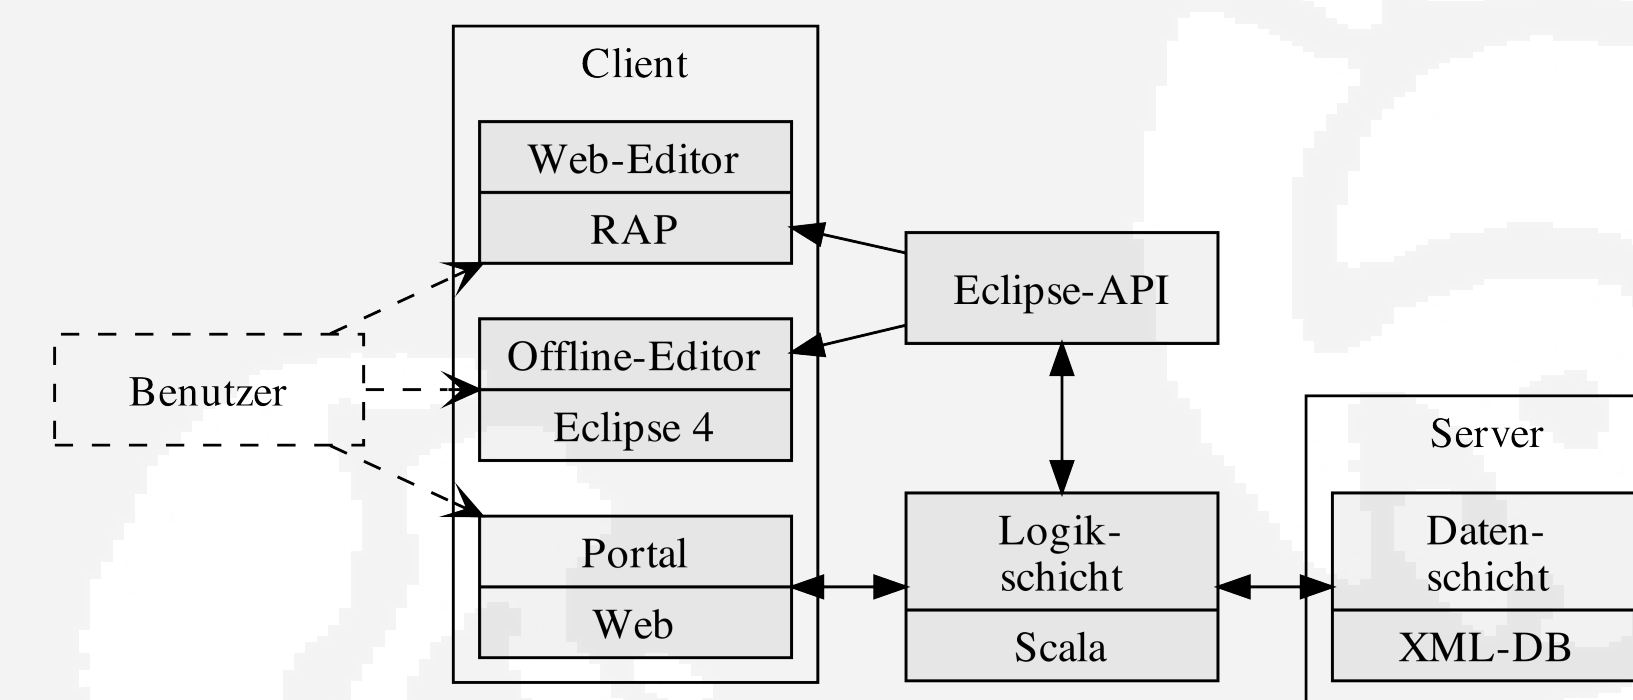 Client
Web-Editor
RAP
Eclipse-API
Offline-Editor
Eclipse 4
Benutzer
Server
Portal
Web
Logik-
schicht
Scala
Daten-
schicht
XML-DB